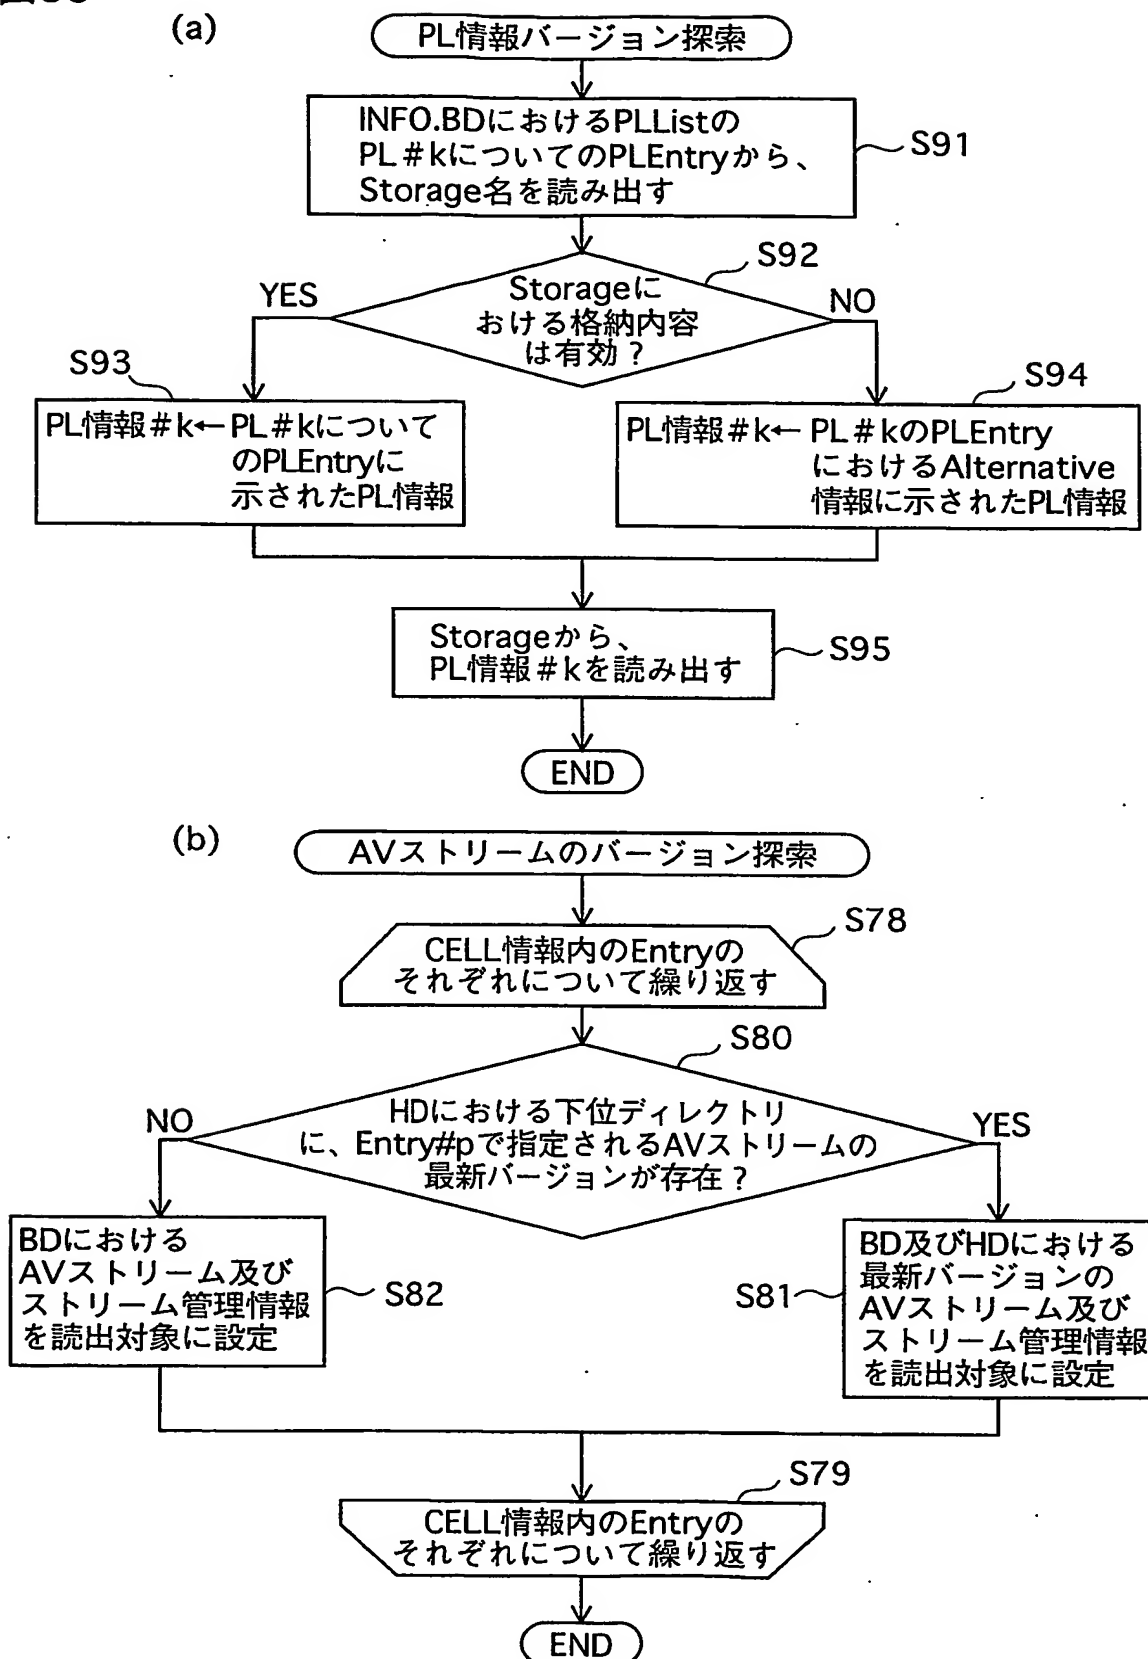 (a)
PL情報バージョン探索
INFO.BDにおけるPLListの
PL#kについてのPLEntryから、
Storage名を読み出す
S91
S92
Storageに
おける格納内容
は有効?
YES
NO
S93
PL情報#k←PL#kについて
のPLEntryに
示されたPL情報
S94
PL情報#k←PL#kのPLEntry
におけるAlternative
情報に示されたPL情報
Storageから、
PL情報#kを読み出す
S95
END
(b)
AVストリームのバージョン探索
S78
CELL情報内のEntryの
それぞれについて繰り返す
S80
HDにおける下位ディレクトリ
に、Entry#pで指定されるAVストリームの
最新バージョンが存在?
NO
YES
BDにおける
AVストリーム及び
ストリーム管理情報
を読出対象に設定
S82
S81
BD及びHDにおける
最新バージョンの
AVストリーム及び
ストリーム管理情報
を読出対象に設定
S79
CELL情報内のEntryの
それぞれについて繰り返す
END